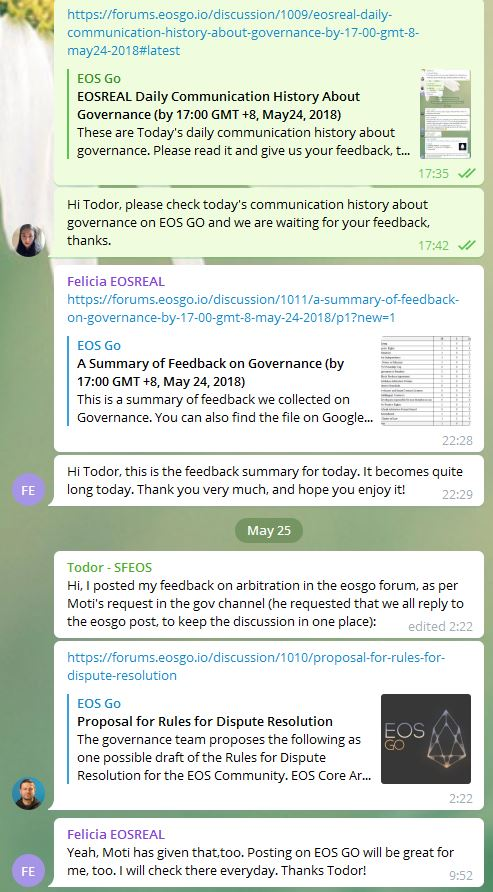 https://forums.eosgo.io/discussion/1009/eosreal-daily-
communication-history-about-governance-by-17-00-gmt-8-
may24-2018#latest
EOS Go
EOSREAL Daily Communication History About
Governance (by 17:00 GMT +8, May24, 2018)
These are Today's daily communication history about
governance. Please read it and give us your feedback, t...
17:35
Hi Todor, please check today's communication history about
governance on EOS GO and we are waiting for your feedback,
thanks.
17:42
Felicia EOSREAL
https://forums.eosgo.io/discussion/1011/a-summary-of-feedback-
on-governance-by-17-00-gmt-8-may-24-2018/p1?new=1
EOS Go
A Summary of Feedback on Governance (by
17:00 GMT +8, May 24, 2018)
This is a summary of feedback we collected on
Governance. You can also find the file on Google...
22:28
Hi Todor, this is the feedback summary for today. It becomes quite
long today. Thank you very much, and hope you enjoy it!
FE
22:29
May 25
Todor - SFEOS
Hi, I posted my feedback on arbitration in the eosgo forum, as per
Moti's request in the gov channel (he requested that we all reply to
the eosgo post, to keep the discussion in one place):
edited 2:22
https://forums.eosgo.io/discussion/1010/proposal-for-rules-for-
dispute-resolution
EOS Go
Proposal for Rules for Dispute Resolution
The governance team proposes the following as
one possible draft of the Rules for Dispute
Resolution for the EOS Community. EOS Core Ar...
EOS
GO
2:22
Felicia EOSREAL
Yeah, Moti has given that,too. Posting on EOS GO will be great for
me, too. I will check there everyday. Thanks Todor!
FE
9:52